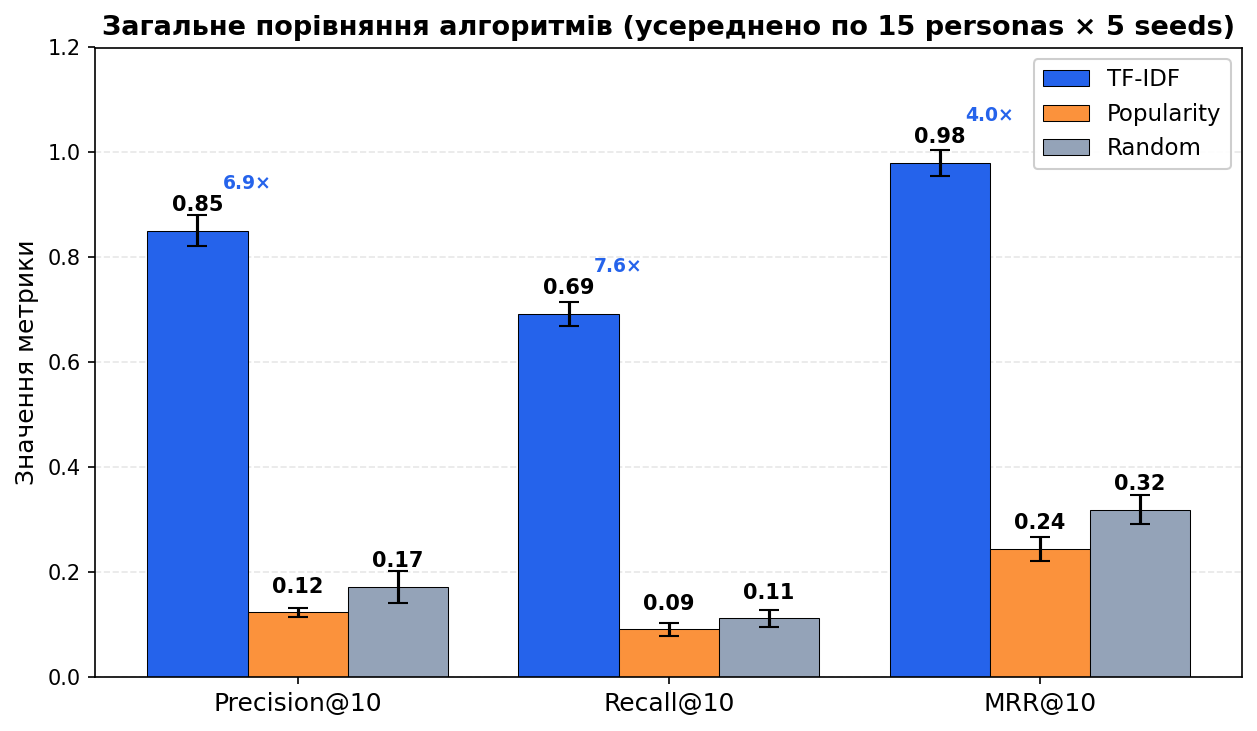 Загальне порівняння алгоритмів (усереднено по 15 personas × 5 seeds)
Значення метрики
1.2
1.0
0.8
0.6
0.4
0.2
0.0
TF-IDF
Popularity
Random
0.85
6.9×
0.12
0.17
0.69
7.6×
0.09
0.11
0.98
4.0×
0.24
0.32
Precision@10
Recall@10
MRR@10